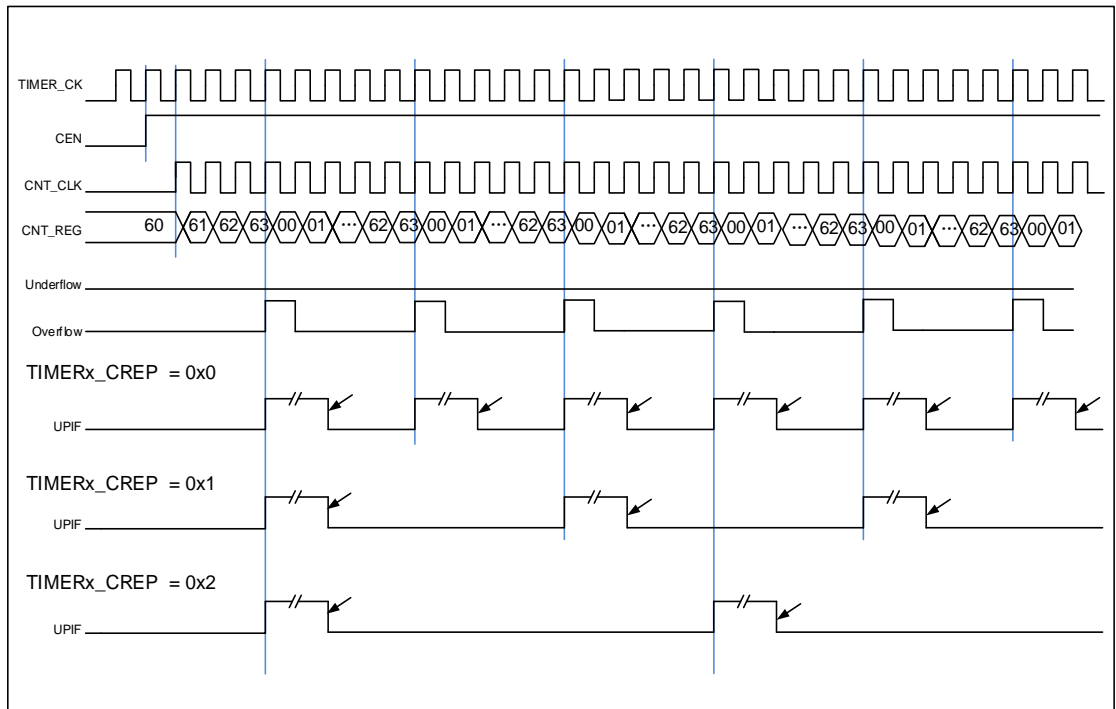 TIMER_CK
CEN
CNT_CLK
CNT_REG 60 61 62 63 00 01 ... 62 63 00 01 ... 62 63 00 01 ... 62 63 00 01 ... 62 63 00 01 ... 62 63 00 01
Underflow
Overflow
TIMERx_CREP = 0x0
UPIF
TIMERx_CREP = 0x1
UPIF
TIMERx_CREP = 0x2
UPIF